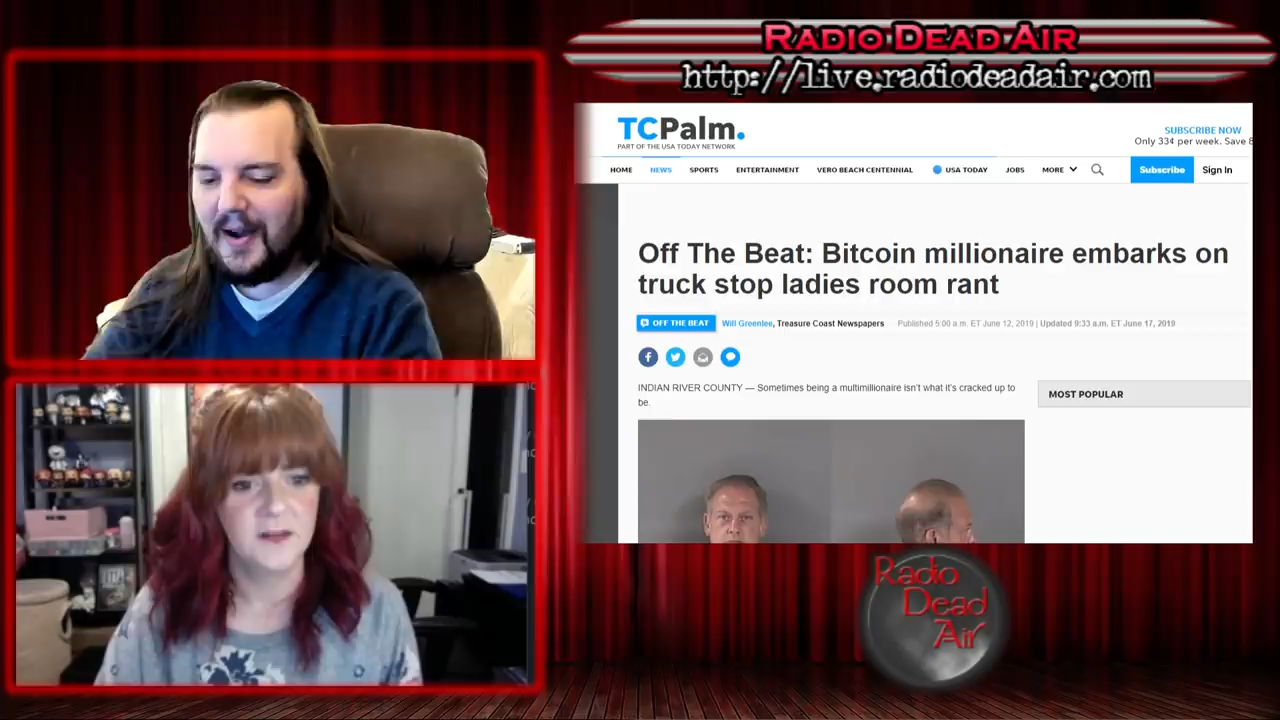 RADIO DEAD AIR
http://live.radiodeadair.com
TCPalm.
PART OF THE USA TODAY NETWORK
SUBSCRIBE NOW
Only 33¢ per week. Save
HOME NEWS SPORTS ENTERTAINMENT VERO BEACH CENTENNIAL USA TODAY JOBS MORE Subscribe Sign In
Off The Beat: Bitcoin millionaire embarks on
truck stop ladies room rant
OFF THE BEAT Will Greenlee, Treasure Coast Newspapers Published 5:00 a.m. ET June 12, 2019 | Updated 9:33 a.m. ET June 17, 2019
INDIAN RIVER COUNTY — Sometimes being a multimillionaire isn't what it's cracked up to
be.
MOST POPULAR
Radio
Dead
Air